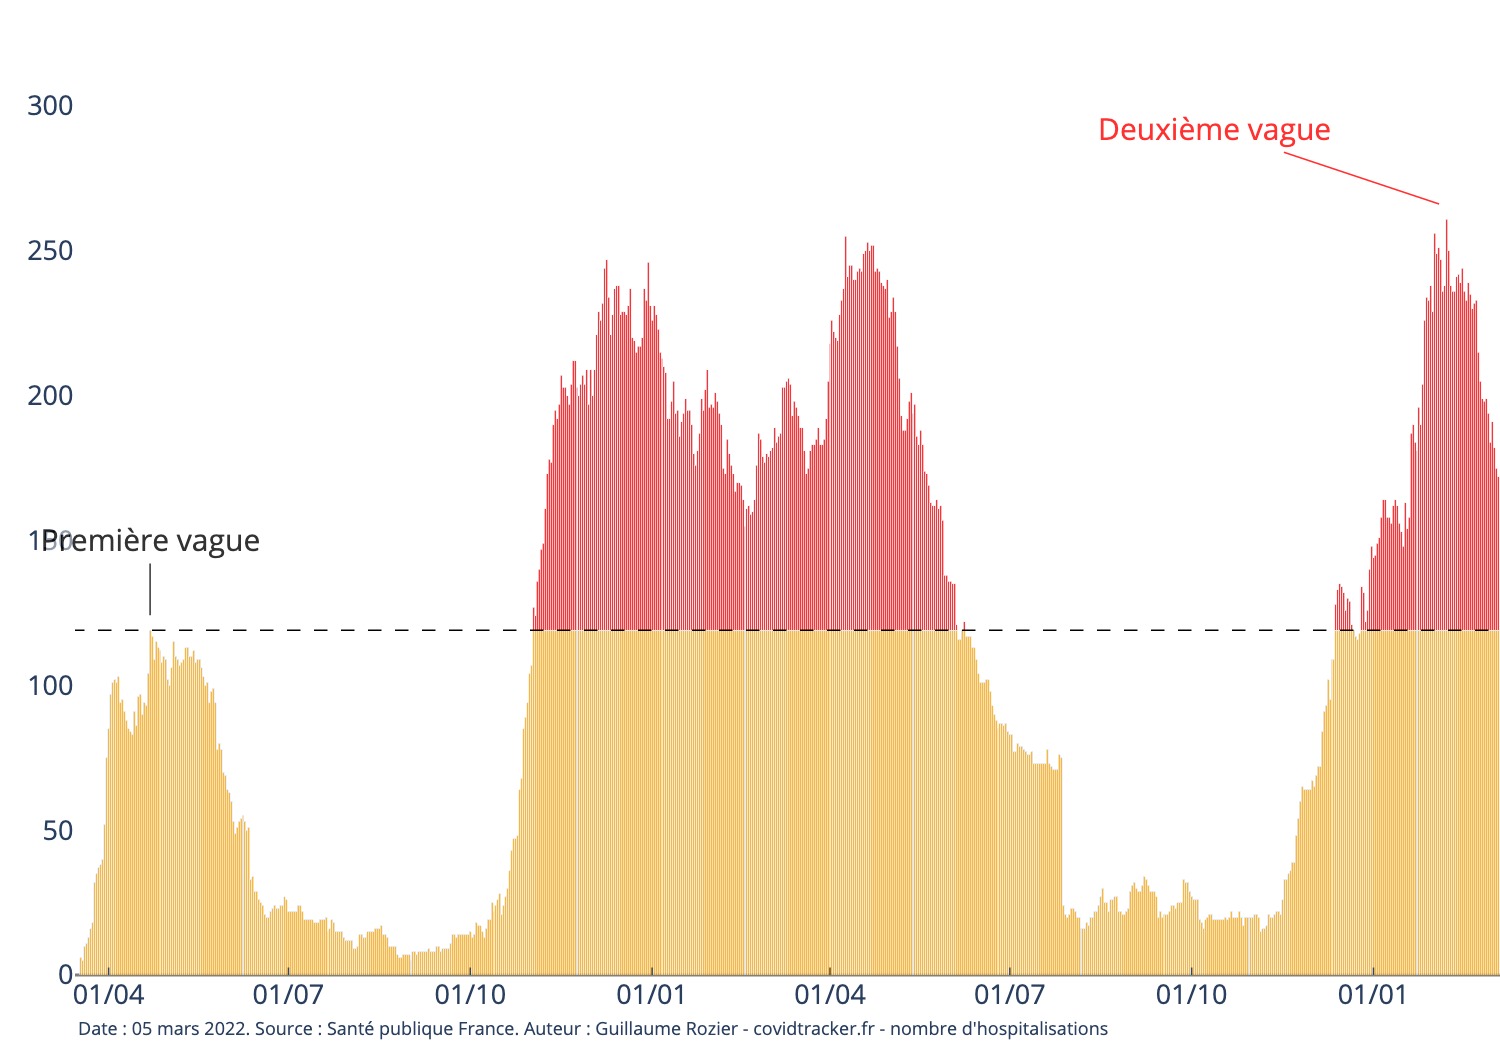 300
Deuxième vague
250
200
150
Première vague
100
50
0
01/04 01/07 01/10 01/01 01/04 01/07 01/10 01/01
Date : 05 mars 2022. Source : Santé publique France. Auteur : Guillaume Rozier - covidtracker.fr - nombre d'hospitalisations